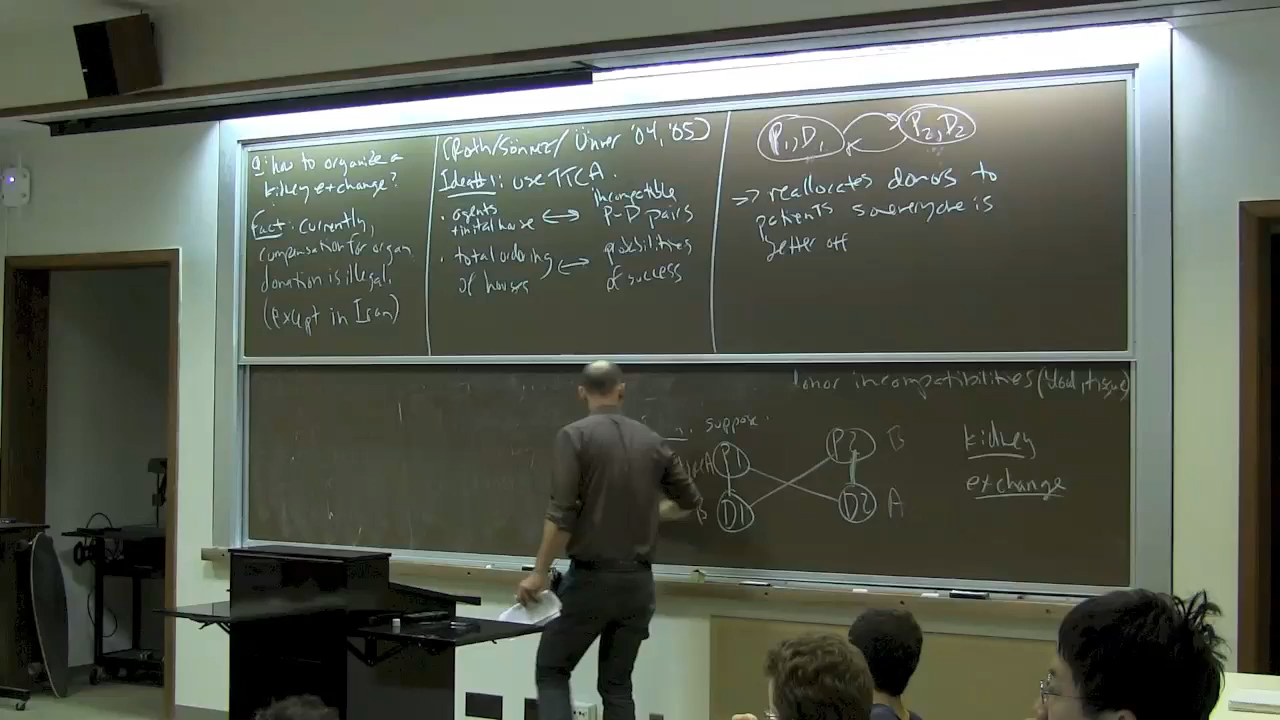 Q: how to organize a
kidney exchange?
Fact: currently,
compensation for organ
donation is illegal.
(except in Iran)
(Roth/Sönmez/Ünver '04, '05)
Idea #1: use TTCA.
• agents
+ initial house ↔ incompatible
P-D pairs
• total ordering
of houses ↔ probabilities
of success
P1, D1
P2, D2
=> reallocates donors to
patients so everyone is
better off
donor incompatibilities (blood, tissue)
suppose
P1
P2 B
D1 B
D2 A
kidney
exchange